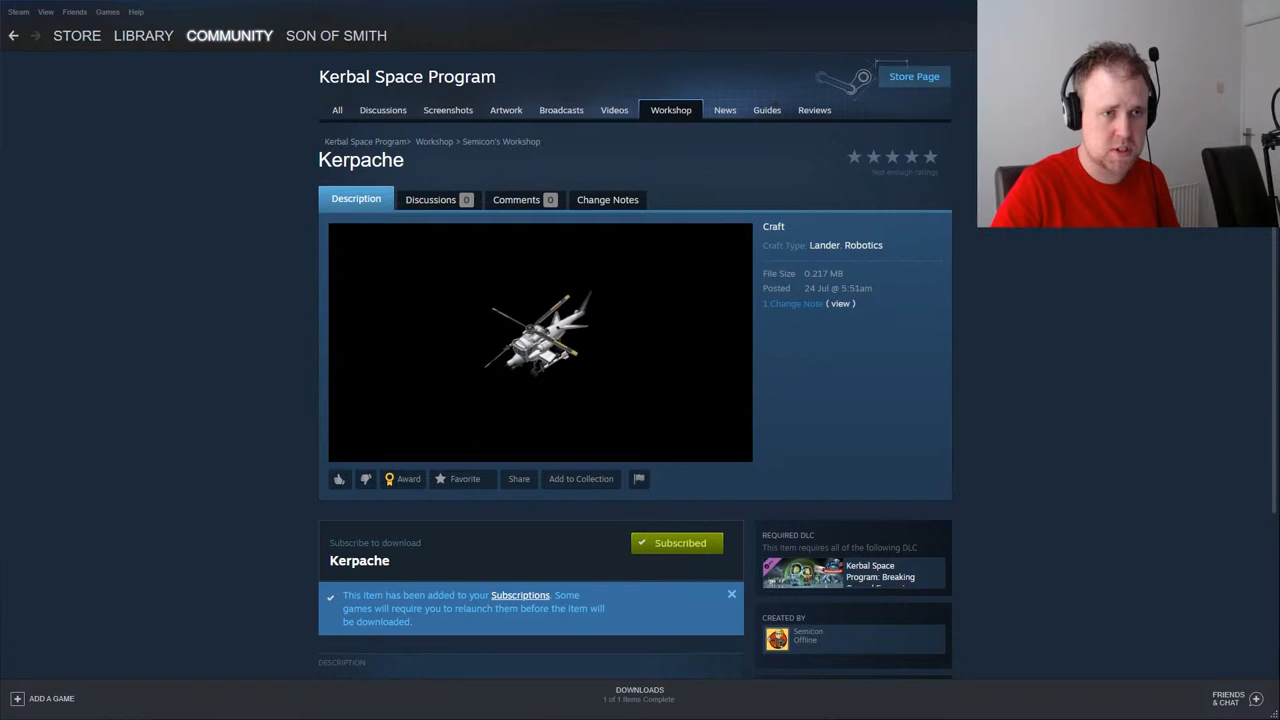 Steam View Friends Games Help
STORE LIBRARY COMMUNITY SON OF SMITH
Kerbal Space Program
Store Page
All Discussions Screenshots Artwork Broadcasts Videos Workshop News Guides Reviews
Kerbal Space Program> Workshop > Semicon's Workshop
Kerpache
Not enough ratings
Description Discussions 0 Comments 0 Change Notes
Craft
Craft Type: Lander, Robotics
File Size 0.217 MB
Posted 24 Jul @ 5:51am
1 Change Note ( view )
Award Favorite Share Add to Collection
Subscribe to download
Kerpache
Subscribed
This item has been added to your Subscriptions. Some
games will require you to relaunch them before the item will
be downloaded.
DESCRIPTION
REQUIRED DLC
This item requires all of the following DLC
Kerbal Space
Program: Breaking
CREATED BY
Semicon
Offline
ADD A GAME
DOWNLOADS
1 of 1 Items Complete
FRIENDS
& CHAT